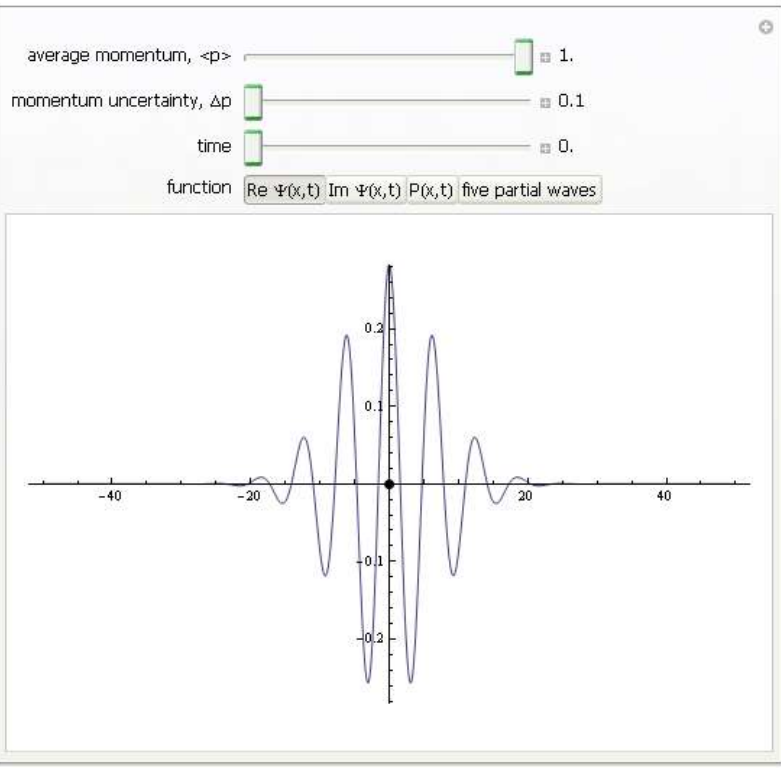 average momentum, <p> 1.
momentum uncertainty, Δp 0.1
time 0.
function Re Ψ(x,t) Im Ψ(x,t) P(x,t) five partial waves
0.2
0.1
-40 -20 20 40
-0.1
-0.2